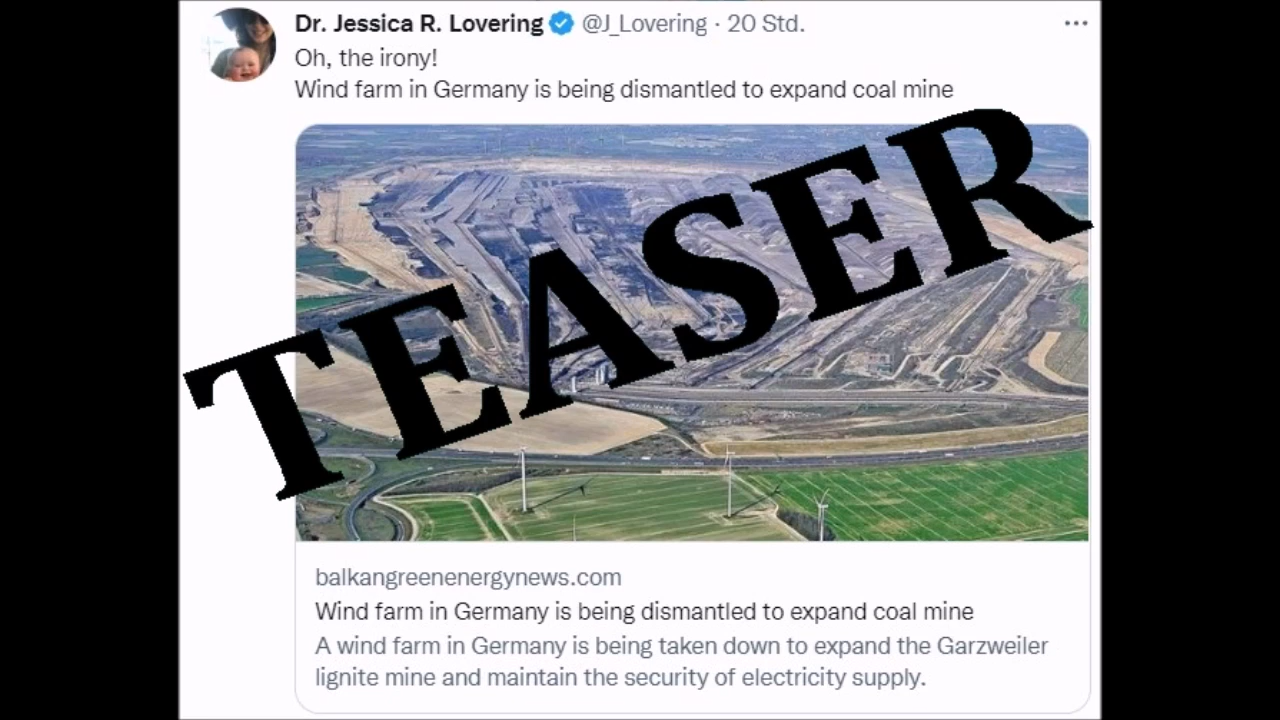 Dr. Jessica R. Lovering @J_Lovering · 20 Std.
Oh, the irony!
Wind farm in Germany is being dismantled to expand coal mine
TEASER
balkangreenenergynews.com
Wind farm in Germany is being dismantled to expand coal mine
A wind farm in Germany is being taken down to expand the Garzweiler
lignite mine and maintain the security of electricity supply.